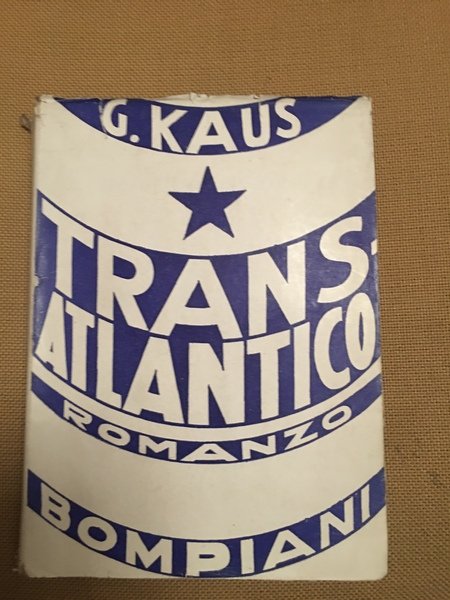 G. KAUS
TRANS-
ATLANTICO
ROMANZO
BOMPIANI